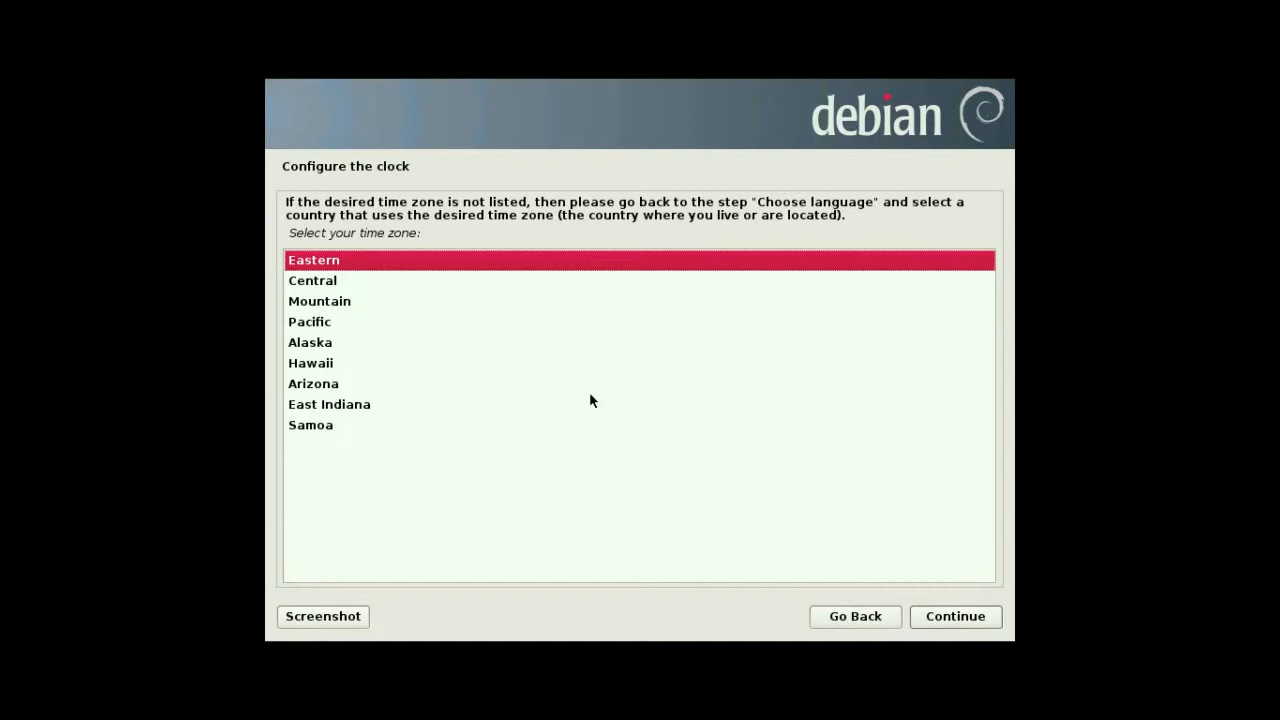 debian
Configure the clock
If the desired time zone is not listed, then please go back to the step "Choose language" and select a
country that uses the desired time zone (the country where you live or are located).
Select your time zone:
Eastern
Central
Mountain
Pacific
Alaska
Hawaii
Arizona
East Indiana
Samoa
Screenshot
Go Back
Continue